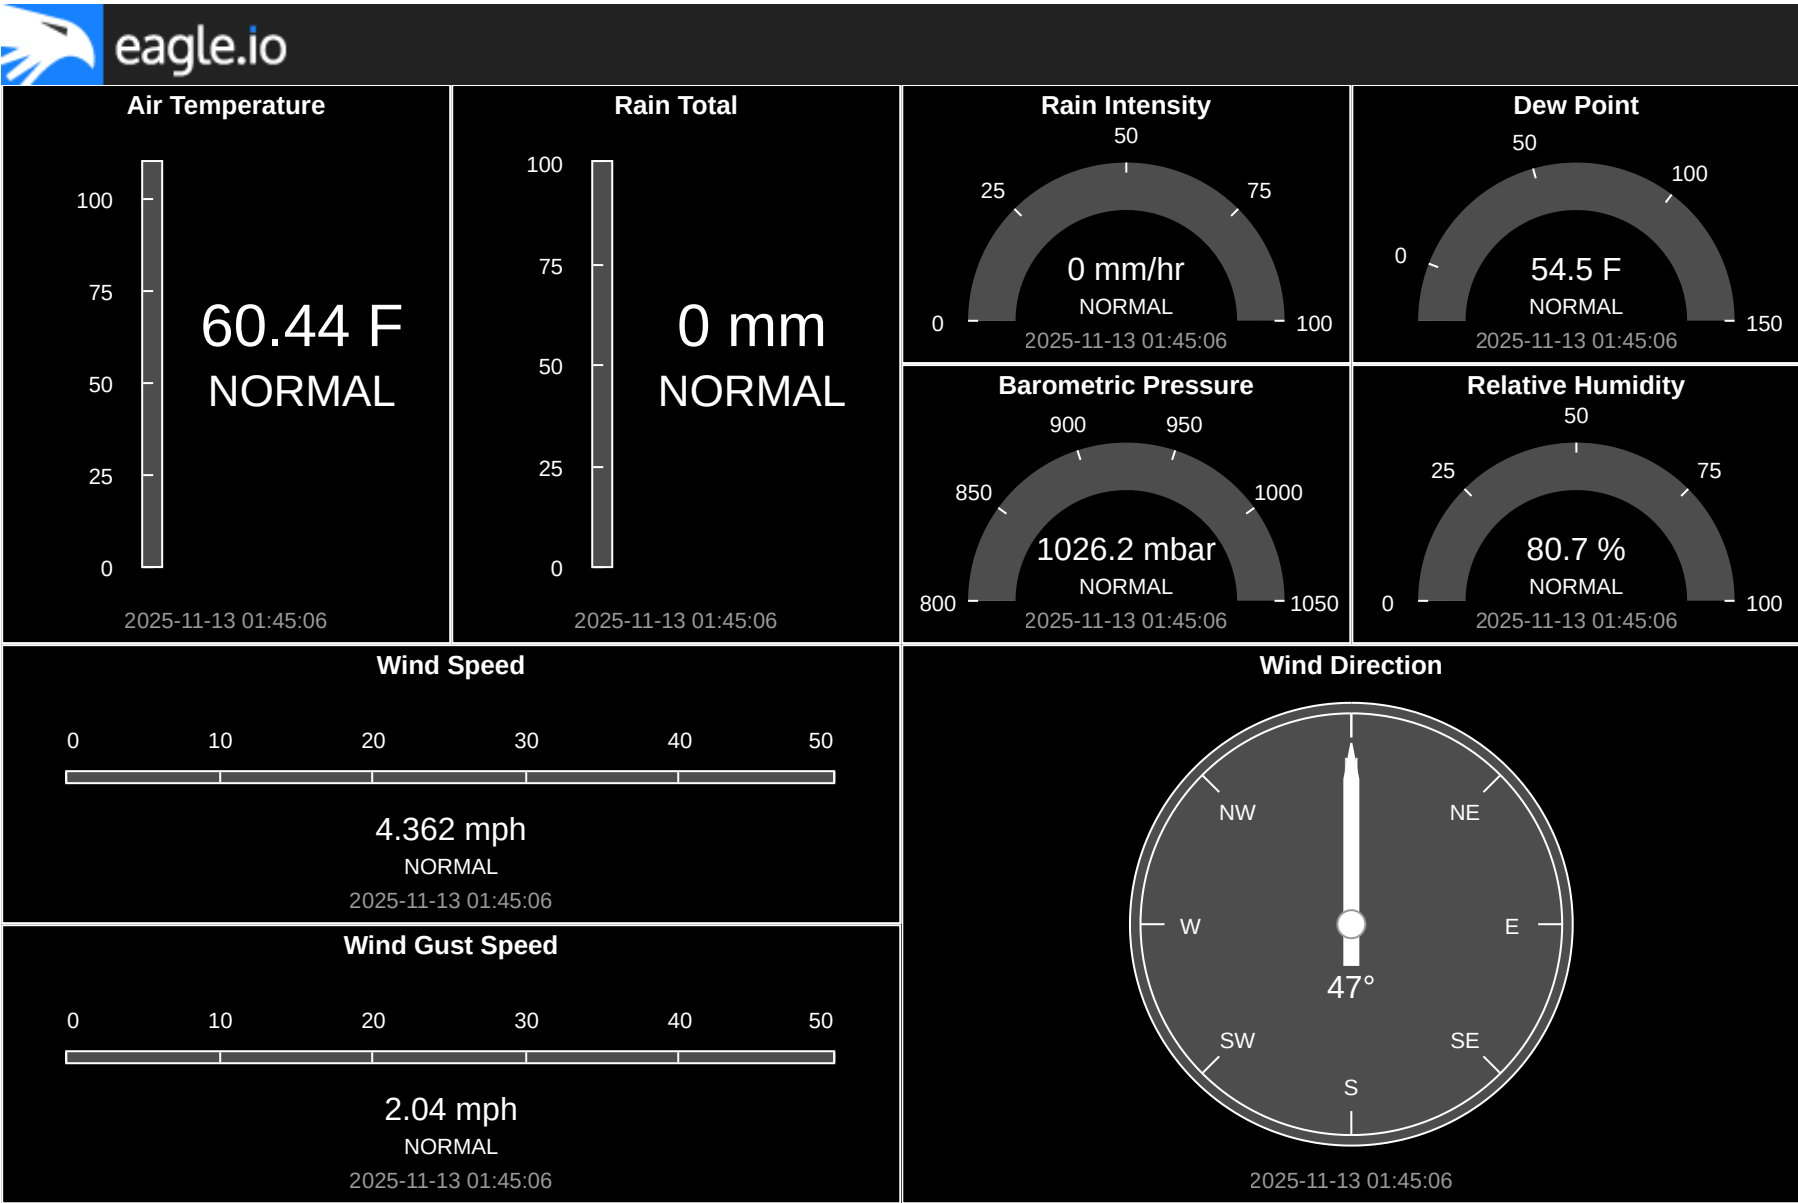 eagle.io
Air Temperature
100
75
50
25
0
60.44 F
NORMAL
2025-11-13 01:45:06
Rain Total
100
75
50
25
0
0 mm
NORMAL
2025-11-13 01:45:06
Rain Intensity
0
25
50
75
100
0 mm/hr
NORMAL
2025-11-13 01:45:06
Dew Point
0
50
100
150
54.5 F
NORMAL
2025-11-13 01:45:06
Barometric Pressure
800
850
900
950
1000
1050
1026.2 mbar
NORMAL
2025-11-13 01:45:06
Relative Humidity
0
25
50
75
100
80.7 %
NORMAL
2025-11-13 01:45:06
Wind Speed
0 10 20 30 40 50
4.362 mph
NORMAL
2025-11-13 01:45:06
Wind Gust Speed
0 10 20 30 40 50
2.04 mph
NORMAL
2025-11-13 01:45:06
Wind Direction
NW NE
W E
47°
SW SE
S
2025-11-13 01:45:06